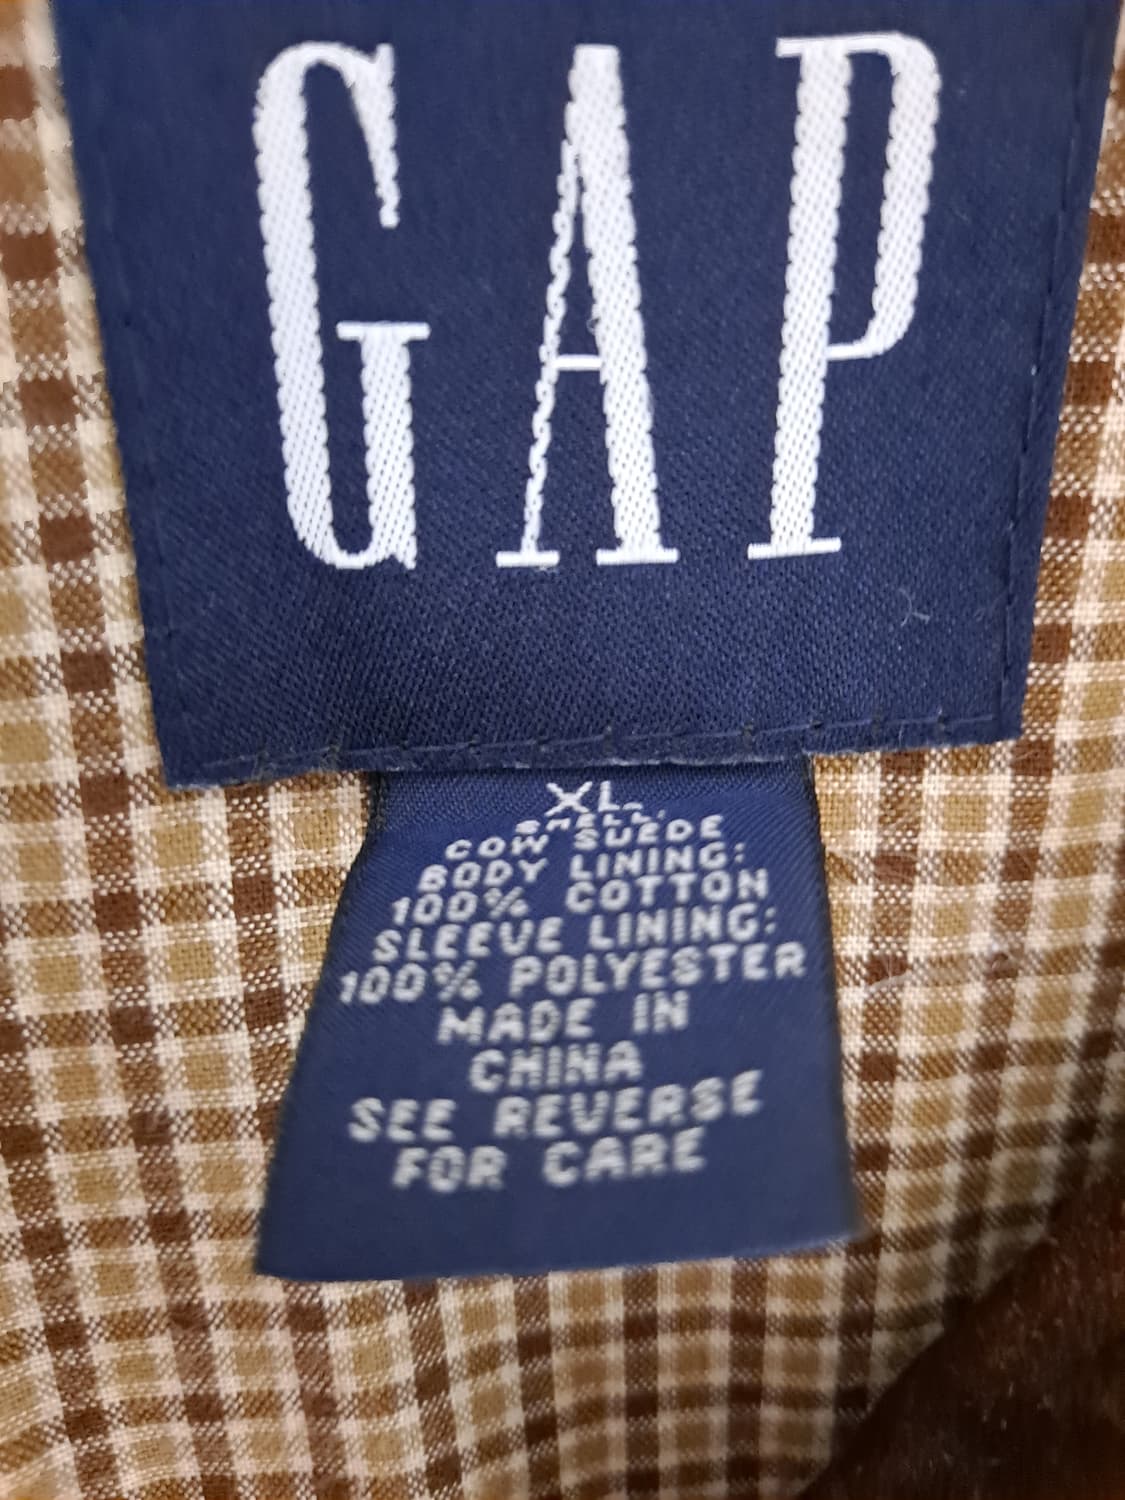 GAP
XL
SHELL:
COW SUEDE
BODY LINING:
100% COTTON
SLEEVE LINING:
100% POLYESTER
MADE IN
CHINA
SEE REVERSE
FOR CARE